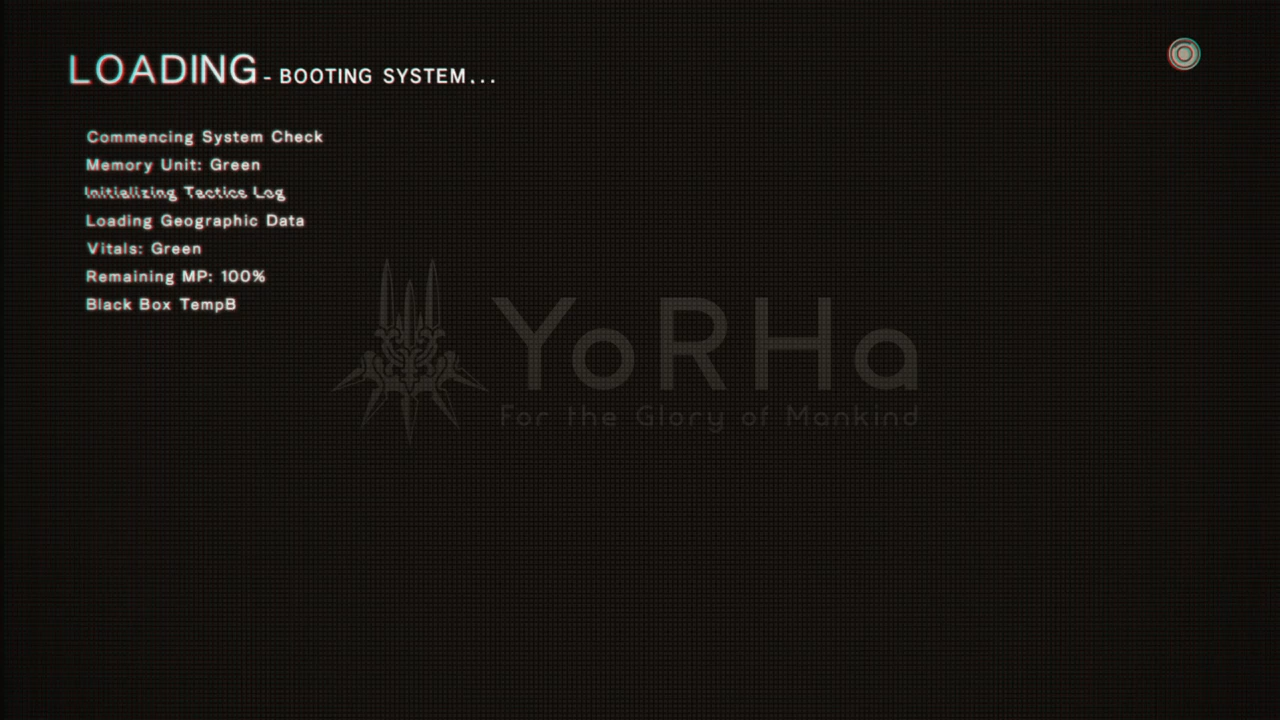 LOADING - BOOTING SYSTEM...
Commencing System Check
Memory Unit: Green
Initializing Tactics Log
Loading Geographic Data
Vitals: Green
Remaining MP: 100%
Black Box TempB
YoRHa
For the Glory of Mankind